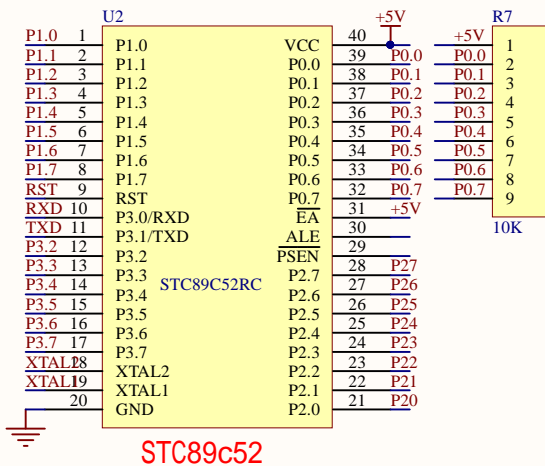 U2 +5V R7
P1.0 1 P1.0 VCC 40 +5V 1
P1.1 2 P1.1 P0.0 39 P0.0 P0.0 2
P1.2 3 P1.2 P0.1 38 P0.1 P0.1 3
P1.3 4 P1.3 P0.2 37 P0.2 P0.2 4
P1.4 5 P1.4 P0.3 36 P0.3 P0.3 5
P1.5 6 P1.5 P0.4 35 P0.4 P0.4 6
P1.6 7 P1.6 P0.5 34 P0.5 P0.5 7
P1.7 8 P1.7 P0.6 33 P0.6 P0.6 8
RST 9 RST P0.7 32 P0.7 P0.7 9
RXD 10 P3.0/RXD EA 31 +5V 10K
TXD 11 P3.1/TXD ALE 30
P3.2 12 P3.2 PSEN 29
P3.3 13 P3.3 P2.7 28 P27
P3.4 14 P3.4 STC89C52RC P2.6 27 P26
P3.5 15 P3.5 P2.5 26 P25
P3.6 16 P3.6 P2.4 25 P24
P3.7 17 P3.7 P2.3 24 P23
XTAL2 18 XTAL2 P2.2 23 P22
XTAL1 19 XTAL1 P2.1 22 P21
20 GND P2.0 21 P20
STC89c52